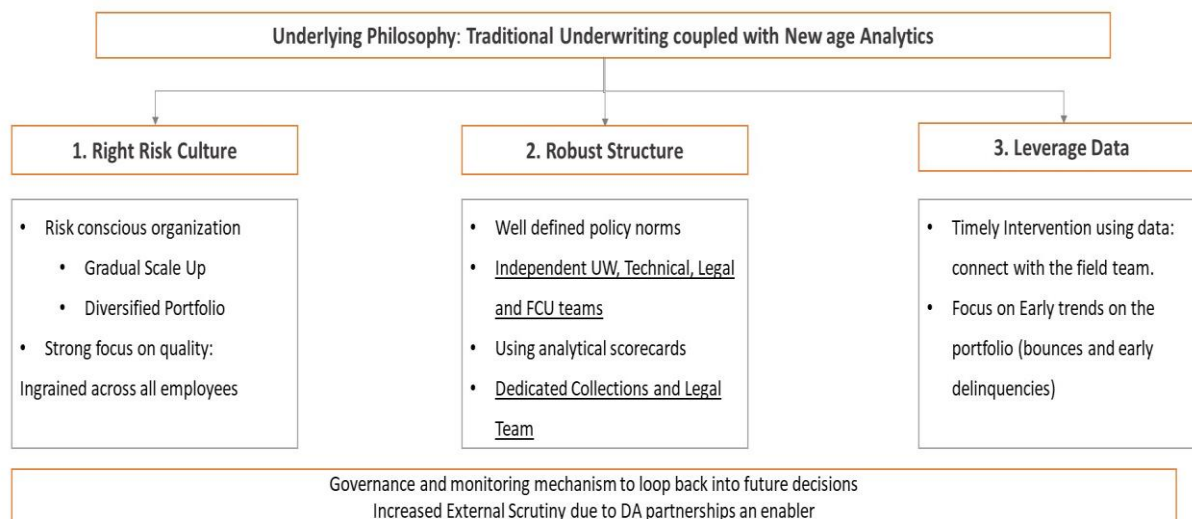 Underlying Philosophy: Traditional Underwriting coupled with New age Analytics
1. Right Risk Culture
• Risk conscious organization
• Gradual Scale Up
• Diversified Portfolio
• Strong focus on quality:
Ingrained across all employees
2. Robust Structure
• Well defined policy norms
• Independent UW, Technical, Legal
and FCU teams
• Using analytical scorecards
• Dedicated Collections and Legal
Team
3. Leverage Data
• Timely Intervention using data:
connect with the field team.
• Focus on Early trends on the
portfolio (bounces and early
delinquencies)
Governance and monitoring mechanism to loop back into future decisions
Increased External Scrutiny due to DA partnerships an enabler